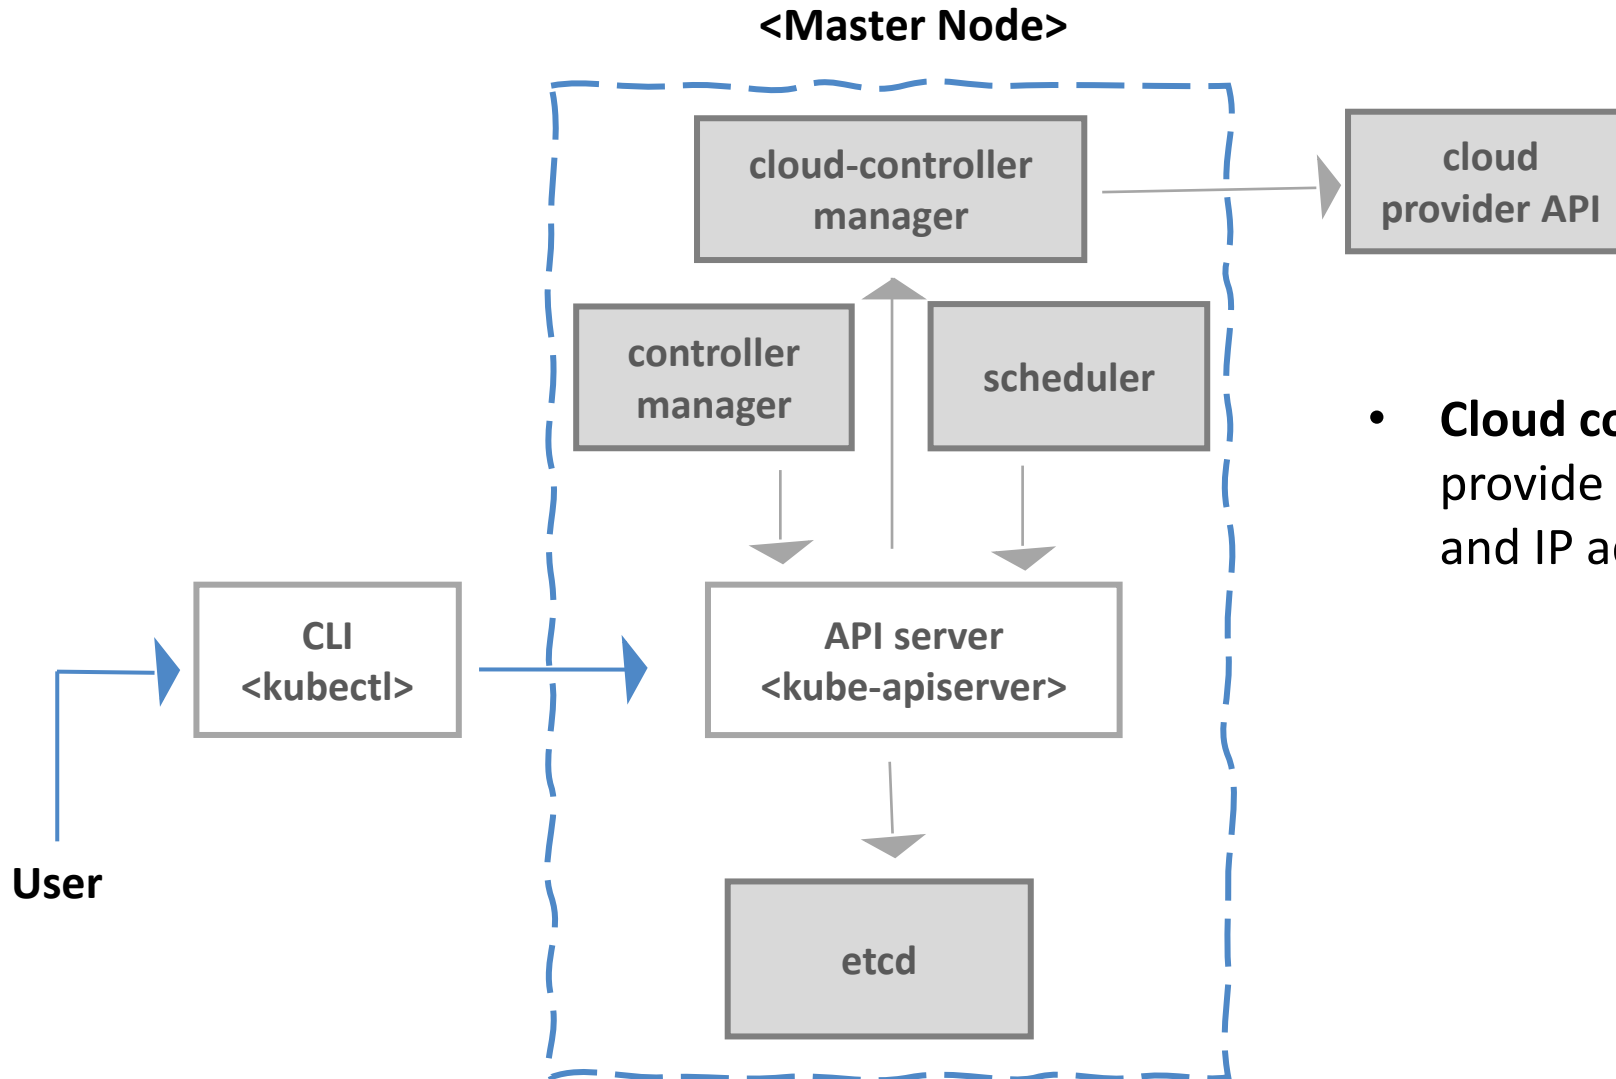 <Master Node>
cloud-controller
manager
cloud
provider API
controller
manager
scheduler
• Cloud
provide
and IP
CLI
<kubectl>
API server
<kube-apiserver>
User
etcd